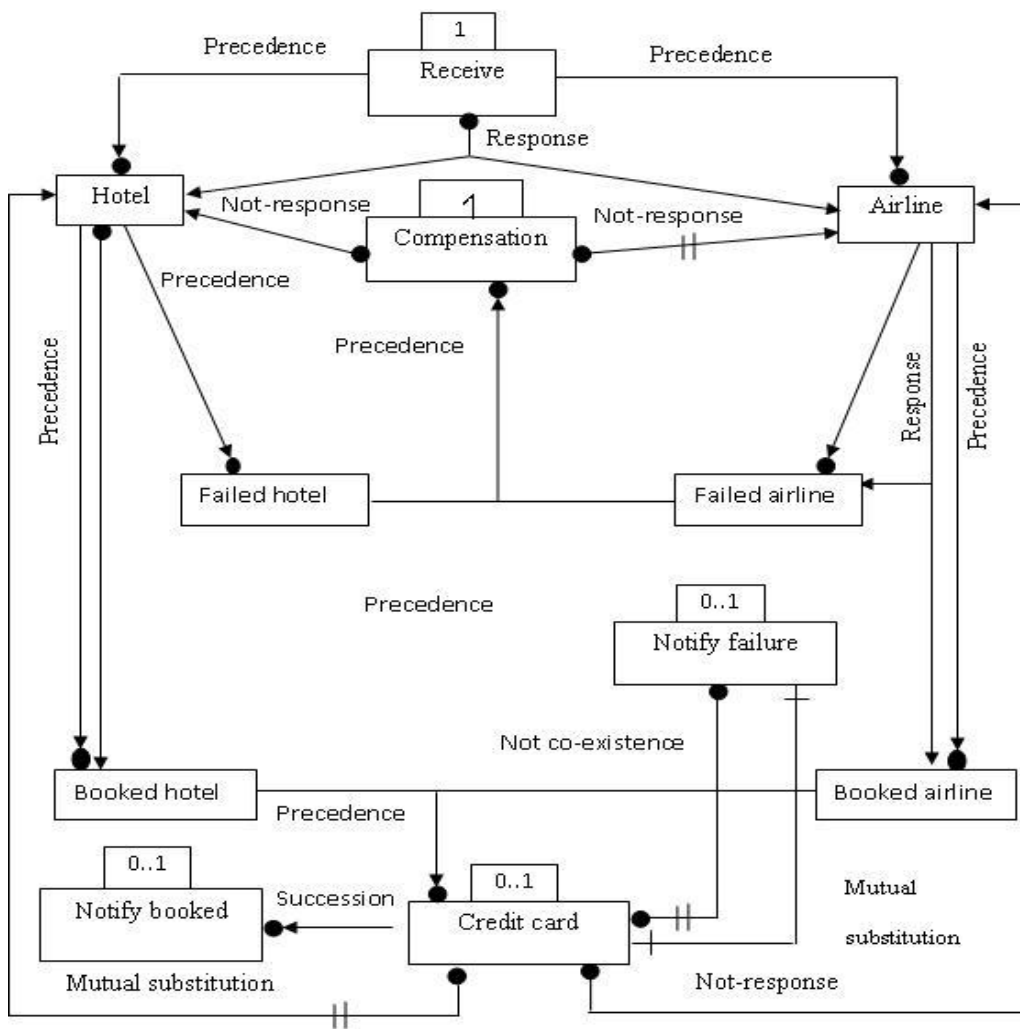 1
Precedence
Receive
Precedence
Response
Hotel
Not-response
1
Compensation
Not-response
Airline
Precedence
Precedence
Precedence
Response
Precedence
Failed hotel
Failed airline
Precedence
0..1
Notify failure
Not co-existence
Booked hotel
Booked airline
Precedence
0..1
Notify booked
Succession
0..1
Credit card
Mutual
substitution
Mutual substitution
Not-response